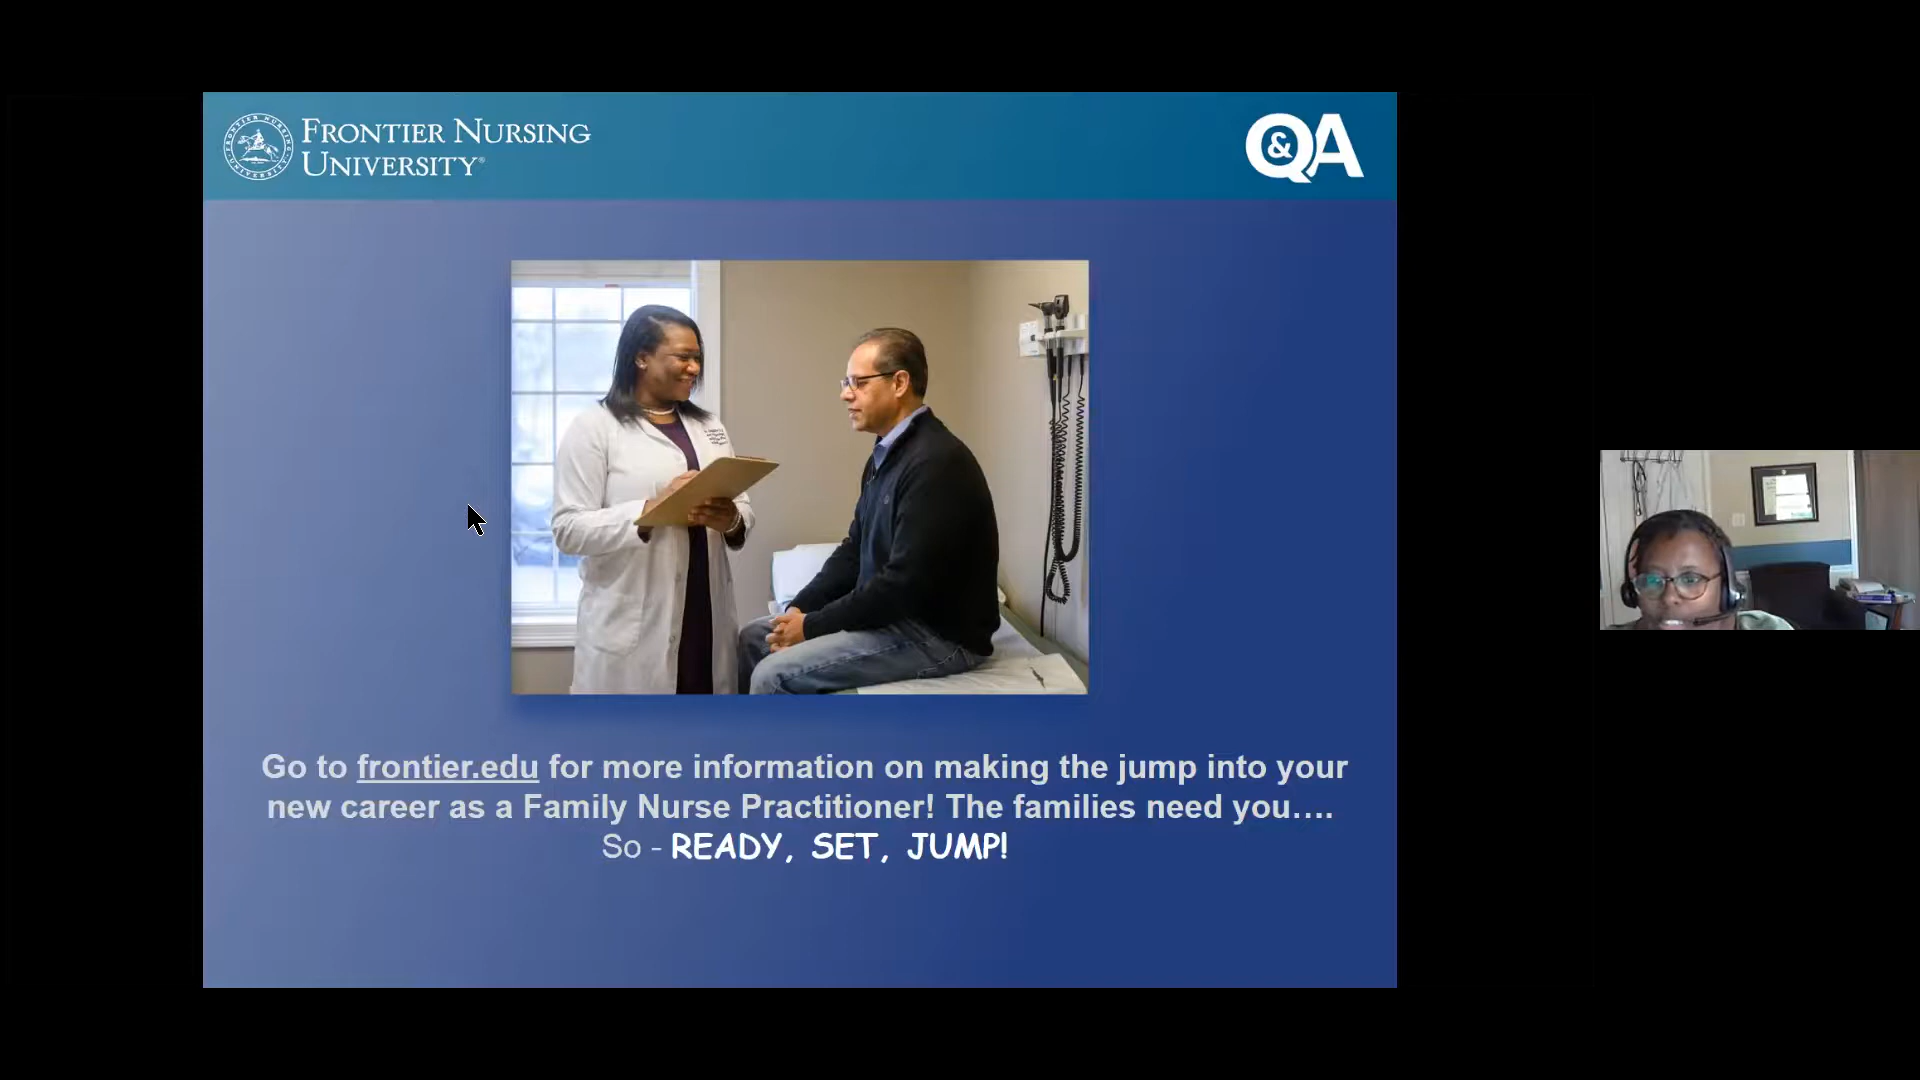 FRONTIER NURSING
UNIVERSITY®
Q&A
Go to frontier.edu for more information on making the jump into your
new career as a Family Nurse Practitioner! The families need you….
So - READY, SET, JUMP!